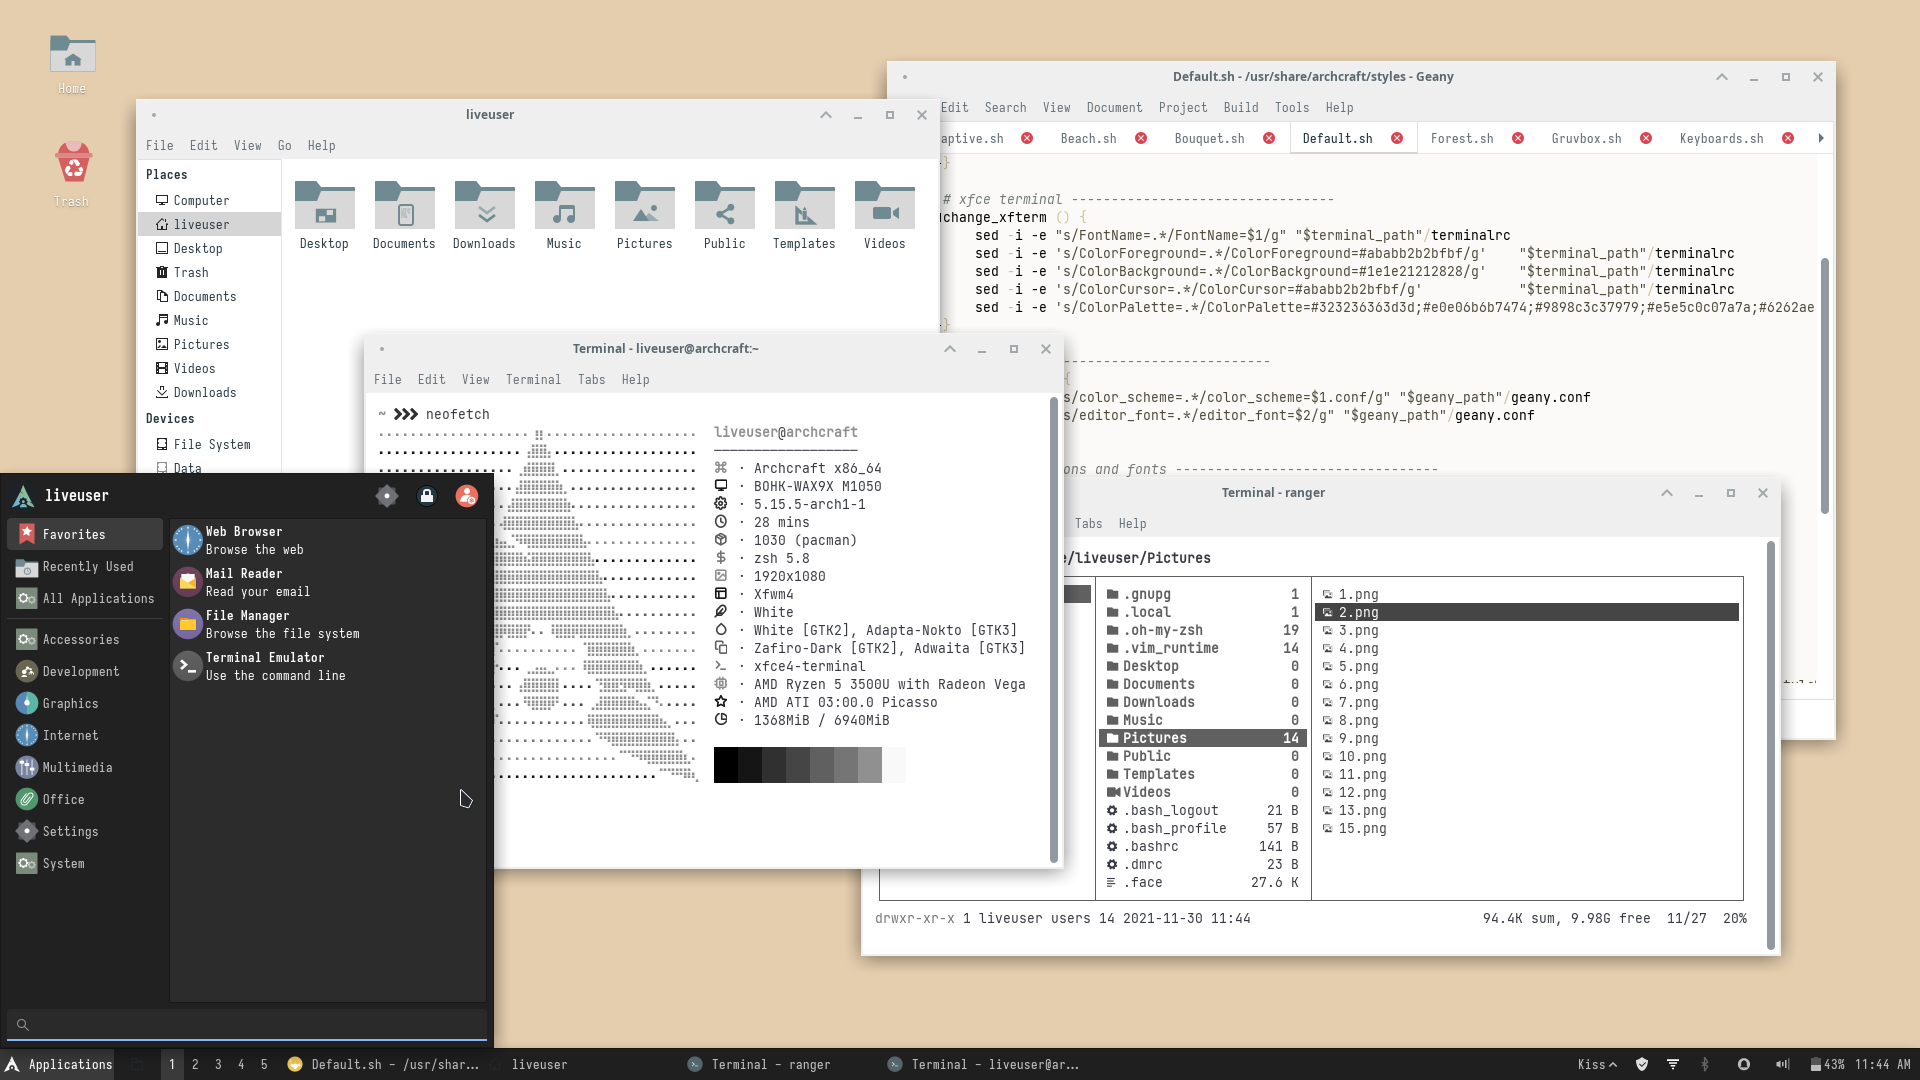 Home
Trash
liveuser
File Edit View Go Help
Places
Computer
liveuser
Desktop
Trash
Documents
Music
Pictures
Videos
Downloads
Devices
File System
Data
Desktop Documents Downloads Music Pictures Public Templates Videos
Default.sh - /usr/share/archcraft/styles - Geany
Edit Search View Document Project Build Tools Help
aptive.sh Beach.sh Bouquet.sh Default.sh Forest.sh Gruvbox.sh Keyboards.sh
}
# xfce terminal ---------------------------------
change_xfterm () {
sed -i -e "s/FontName=.*/FontName=$1/g" "$terminal_path"/terminalrc
sed -i -e 's/ColorForeground=.*/ColorForeground=#ababb2b2bfbf/g' "$terminal_path"/terminalrc
sed -i -e 's/ColorBackground=.*/ColorBackground=#1e1e21212828/g' "$terminal_path"/terminalrc
sed -i -e 's/ColorCursor=.*/ColorCursor=#ababb2b2bfbf/g' "$terminal_path"/terminalrc
sed -i -e 's/ColorPalette=.*/ColorPalette=#323236363d3d;#e0e06b6b7474;#9898c3c37979;#e5e5c0c07a7a;#6262ae
}
--------------------------
{
s/color_scheme=.*/color_scheme=$1.conf/g" "$geany_path"/geany.conf
s/editor_font=.*/editor_font=$2/g" "$geany_path"/geany.conf
ons and fonts ---------------------------------
Terminal - liveuser@archcraft:~
File Edit View Terminal Tabs Help
~ neofetch
liveuser@archcraft
· Archcraft x86_64
· BOHK-WAX9X M1050
· 5.15.5-arch1-1
· 28 mins
· 1030 (pacman)
· zsh 5.8
· 1920x1080
· Xfwm4
· White
· White [GTK2], Adapta-Nokto [GTK3]
· Zafiro-Dark [GTK2], Adwaita [GTK3]
· xfce4-terminal
· AMD Ryzen 5 3500U with Radeon Vega
· AMD ATI 03:00.0 Picasso
· 1368MiB / 6940MiB
Terminal - ranger
Tabs Help
e/liveuser/Pictures
.gnupg 1
.local 1
.oh-my-zsh 19
.vim_runtime 14
Desktop 0
Documents 0
Downloads 0
Music 0
Pictures 14
Public 0
Templates 0
Videos 0
.bash_logout 21 B
.bash_profile 57 B
.bashrc 141 B
.dmrc 23 B
.face 27.6 K
1.png
2.png
3.png
4.png
5.png
6.png
7.png
8.png
9.png
10.png
11.png
12.png
13.png
15.png
drwxr-xr-x 1 liveuser users 14 2021-11-30 11:44 94.4K sum, 9.98G free 11/27 20%
liveuser
Favorites
Recently Used
All Applications
Accessories
Development
Graphics
Internet
Multimedia
Office
Settings
System
Web Browser
Browse the web
Mail Reader
Read your email
File Manager
Browse the file system
Terminal Emulator
Use the command line
Applications 1 2 3 4 5 Default.sh - /usr/shar... liveuser Terminal - ranger Terminal - liveuser@ar... Kiss 43% 11:44 AM